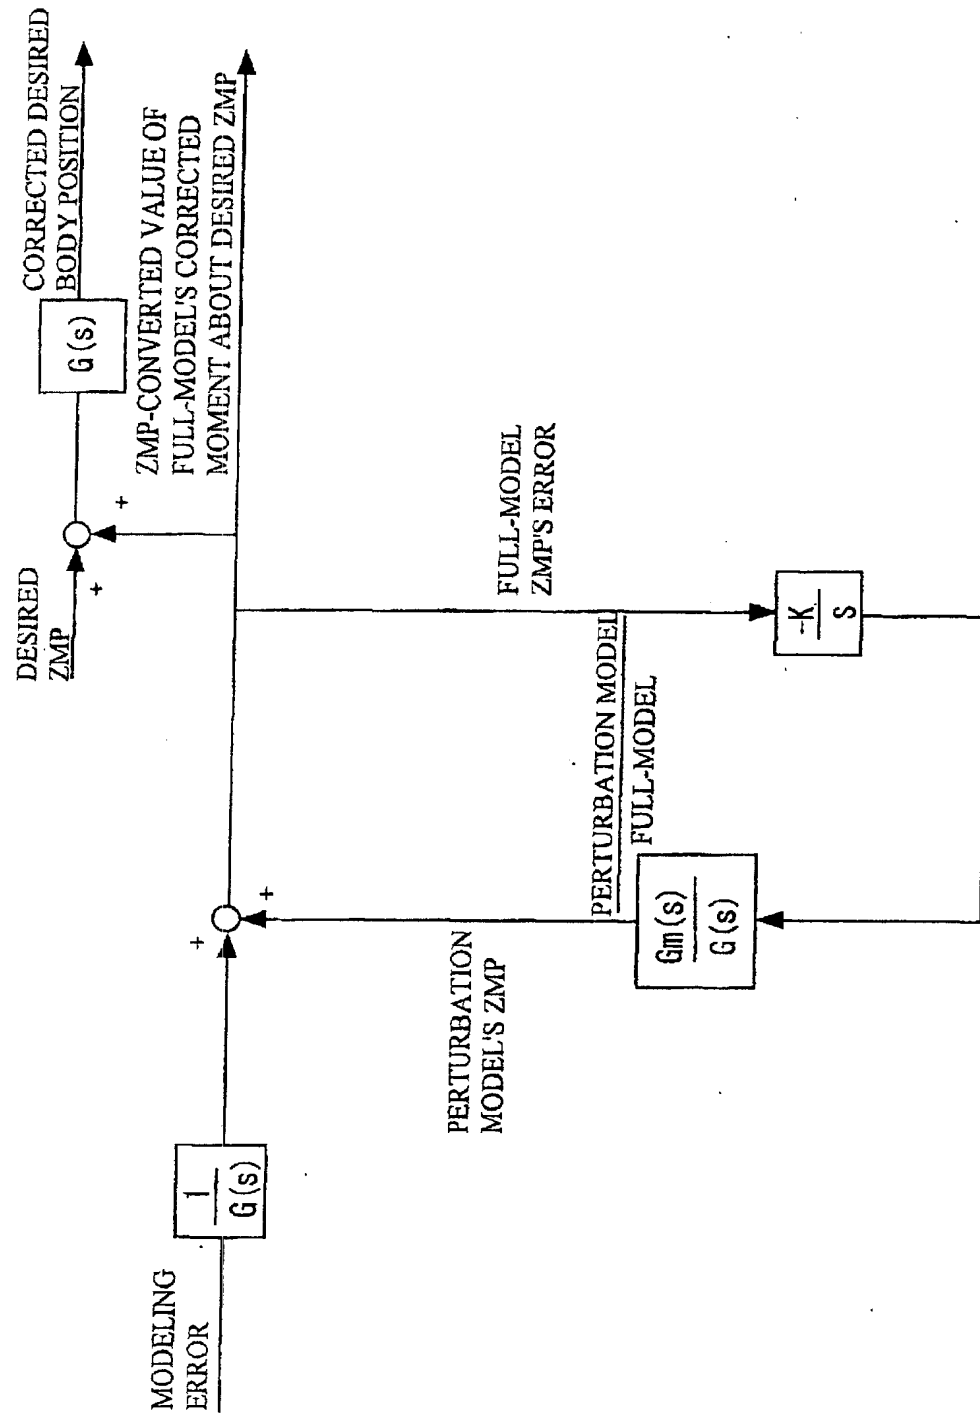 MODELING
ERROR
1
G(s)
PERTURBATION
MODEL'S ZMP
+
+
Gm(s)
G(s)
PERTURBATION MODEL
FULL-MODEL
DESIRED
ZMP
+
+
G(s)
CORRECTED DESIRED
BODY POSITION
ZMP-CONVERTED VALUE OF
FULL-MODEL'S CORRECTED
MOMENT ABOUT DESIRED ZMP
FULL-MODEL
ZMP'S ERROR
-K
S